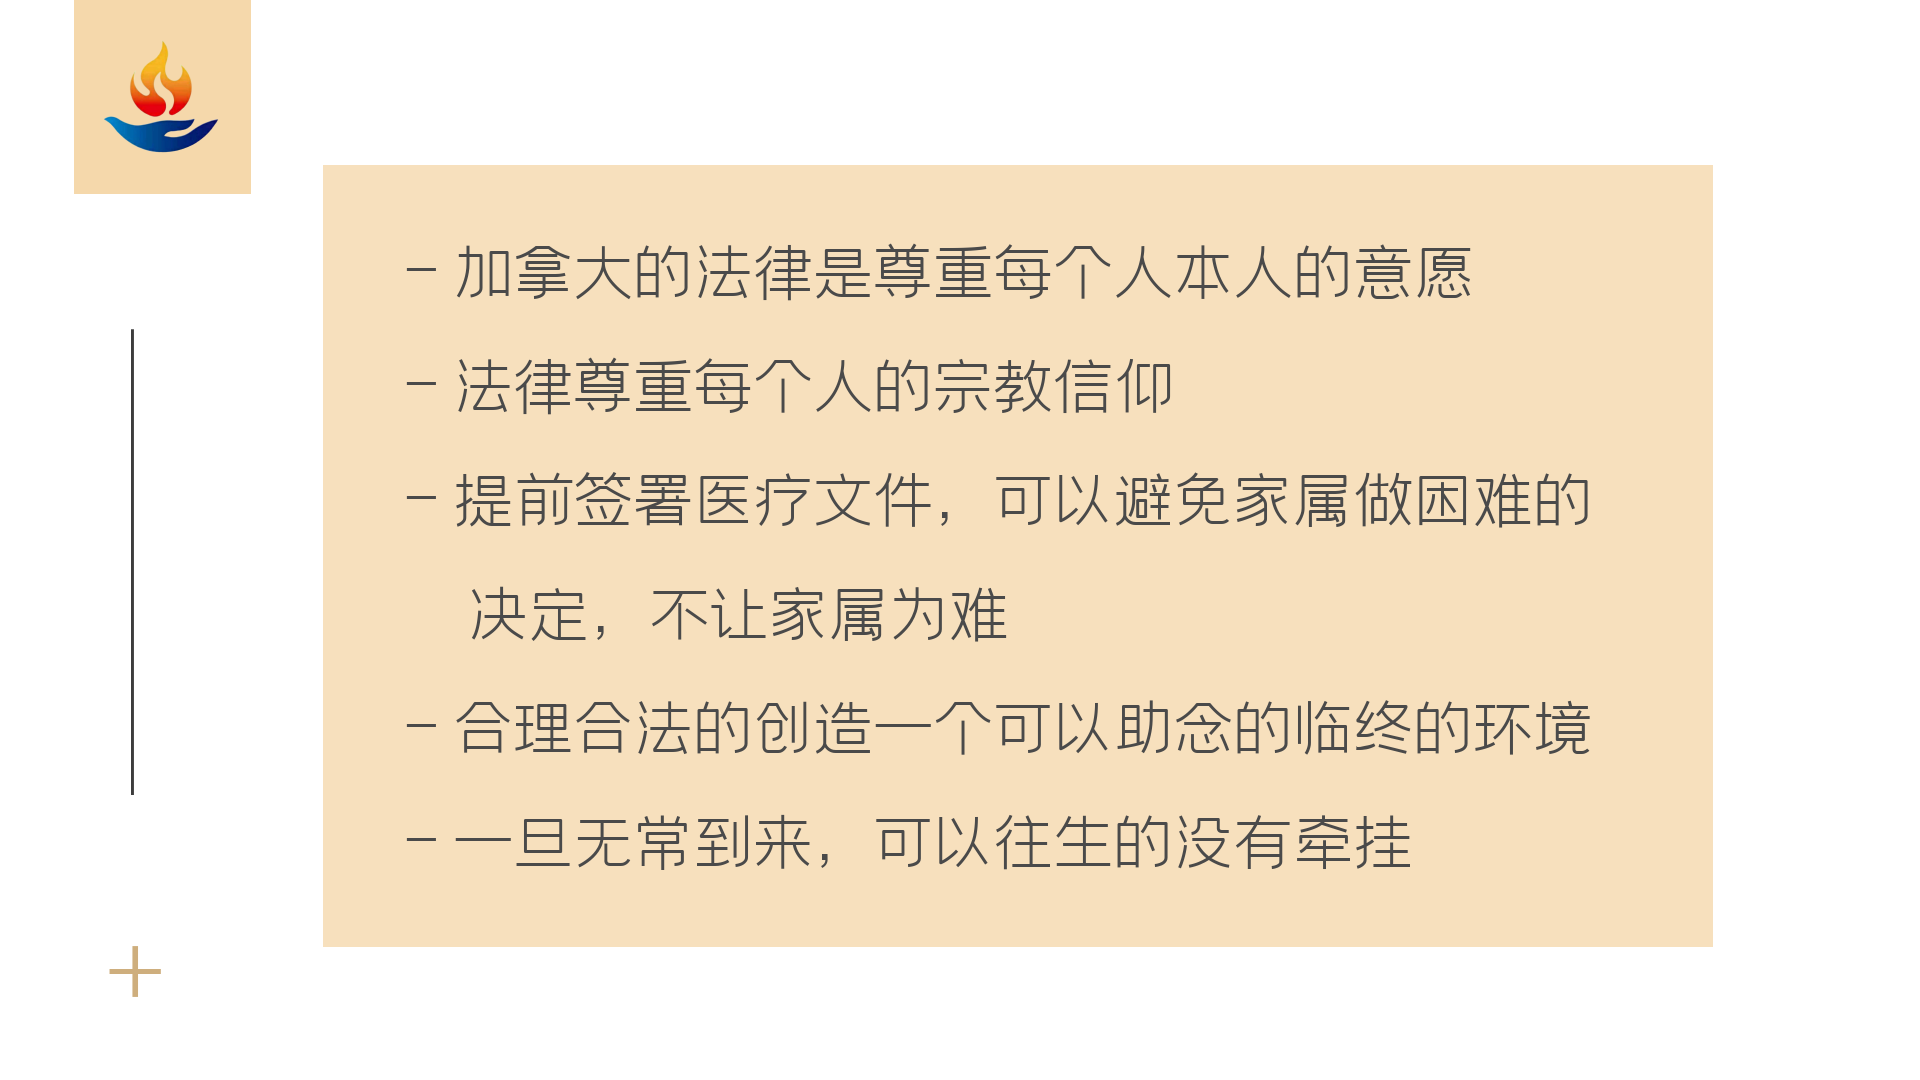 - 加拿大的法律是尊重每个人本人的意愿
- 法律尊重每个人的宗教信仰
- 提前签署医疗文件，可以避免家属做困难的
决定，不让家属为难
- 合理合法的创造一个可以助念的临终的环境
- 一旦无常到来，可以往生的没有牵挂